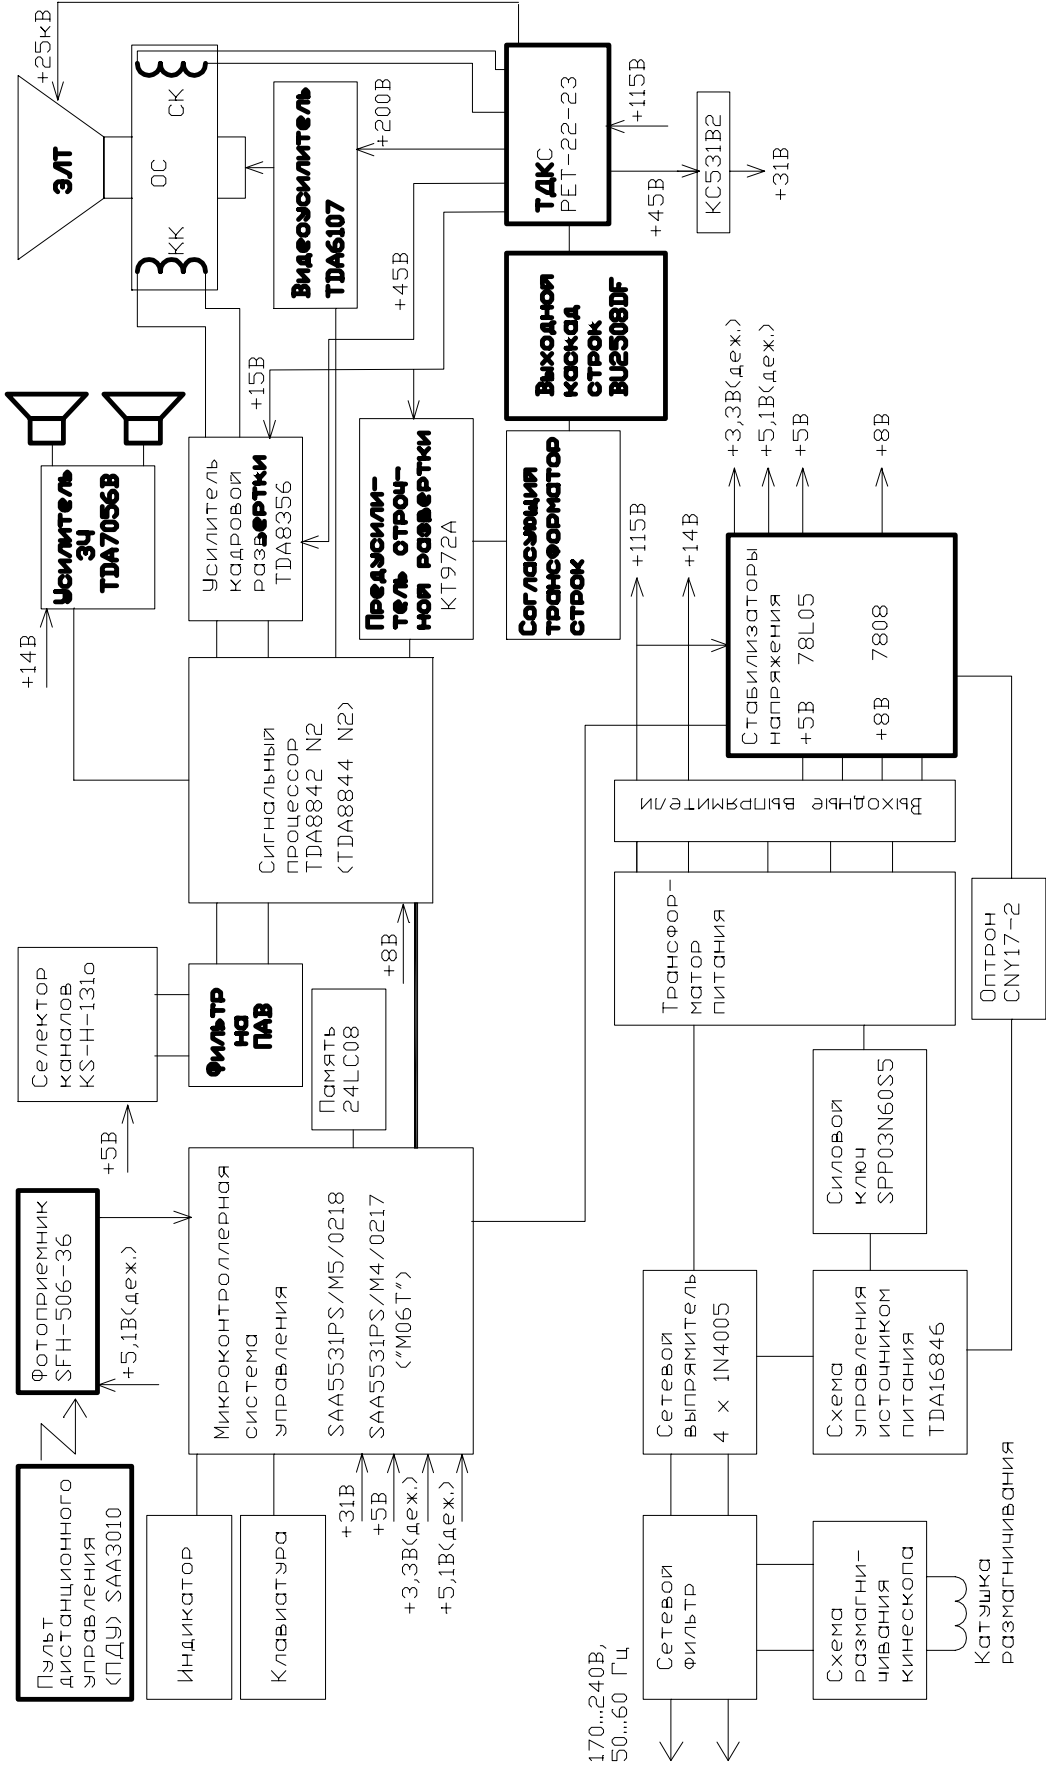 Пульт
дистанционного
управления
(ПДУ) SAA3010
Фотоприемник
SFH-506-36
+5,1В(деж.)
Индикатор
Клавиатура
Микроконтроллерная
система
управления
SAA5531PS/M5/0218
SAA5531PS/M4/0217
("M06T")
+31В
+5В
+3,3В(деж.)
+5,1В(деж.)
Память
24LC08
+5В
Селектор
каналов
KS-H-131o
Фильтр
на
ПАВ
+8В
Сигнальный
процессор
TDA8842 N2
(TDA8844 N2)
+14В
Усилитель
ЗЧ
TDA7056B
Усилитель
кадровой
развертки
TDA8356
+15В
+45В
Предусили-
тель строч-
ной развертки
КТ972А
Согласующий
трансформатор
строк
Выходной
каскад
строк
BU2508DF
Видеоусилитель
TDA6107
+200В
ЭЛТ
+25кВ
КК
ОС
СК
ТДКС
PET-22-23
+115В
+45В
КС531В2
+31В
170...240В,
50...60 Гц
Сетевой
фильтр
Сетевой
выпрямитель
4 x 1N4005
Схема
размагни-
чивания
кинескопа
Катушка
размагничивания
Схема
управления
источником
питания
TDA16846
Силовой
ключ
SPP03N60S5
Трансфор-
матор
питания
Оптрон
CNY17-2
Выходные выпрямители
Стабилизаторы
напряжения
+5В 78L05
+8В 7808
+115В
+14В
+3,3В(деж.)
+5,1В(деж.)
+5В
+8В